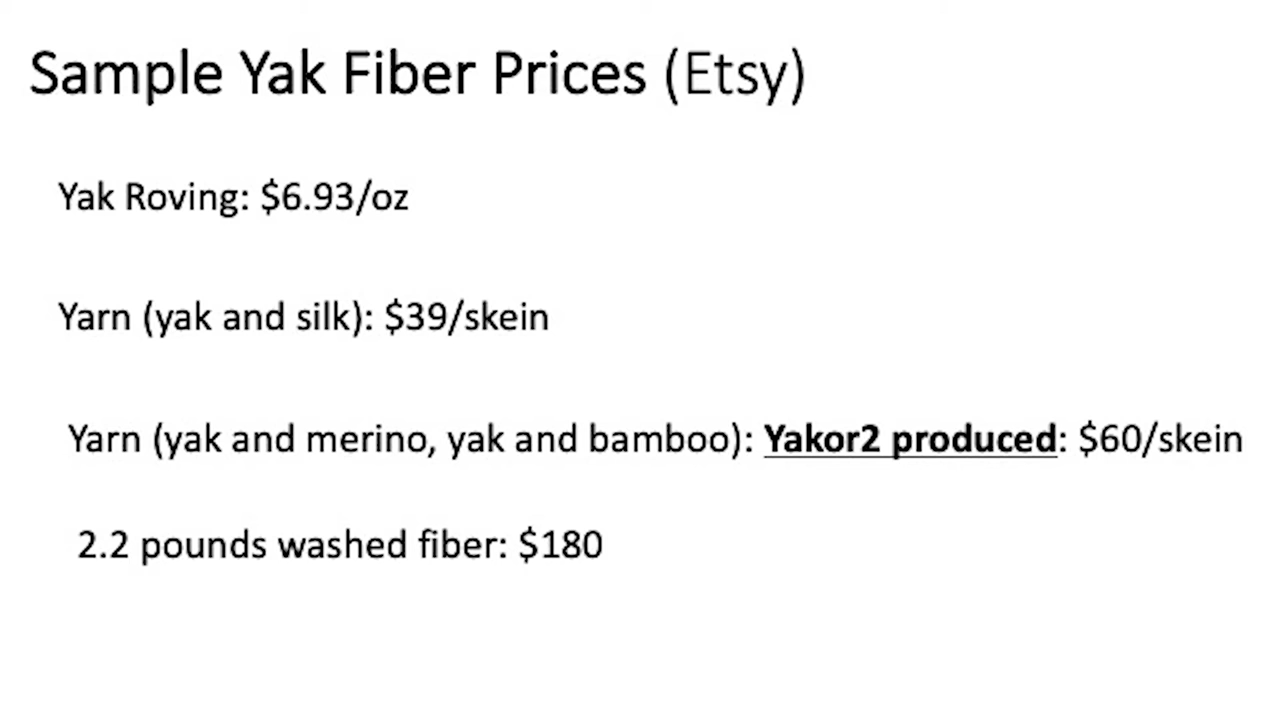 Sample Yak Fiber Prices (Etsy)
Yak Roving: $6.93/oz
Yarn (yak and silk): $39/skein
Yarn (yak and merino, yak and bamboo): Yakor2 produced: $60/skein
2.2 pounds washed fiber: $180